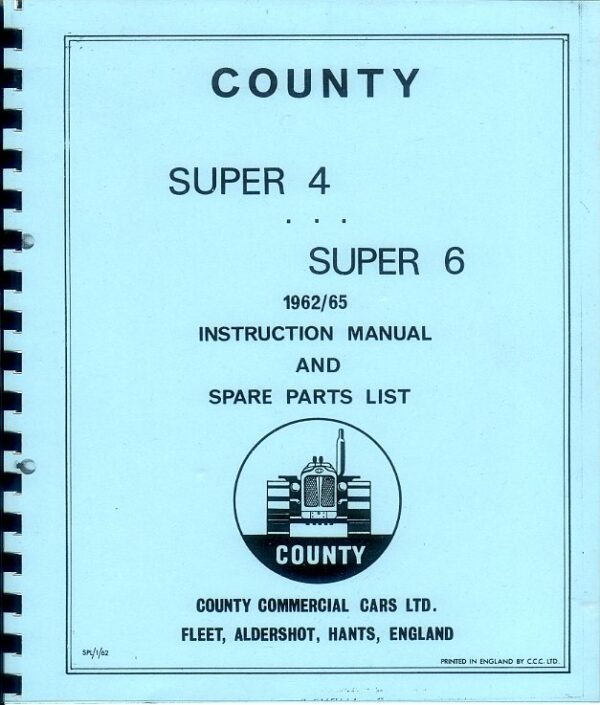 COUNTY
SUPER 4
. . .
SUPER 6
1962/65
INSTRUCTION MANUAL
AND
SPARE PARTS LIST
COUNTY
COUNTY COMMERCIAL CARS LTD.
FLEET, ALDERSHOT, HANTS, ENGLAND
SPL/1/62
PRINTED IN ENGLAND BY C.C.C. LTD.